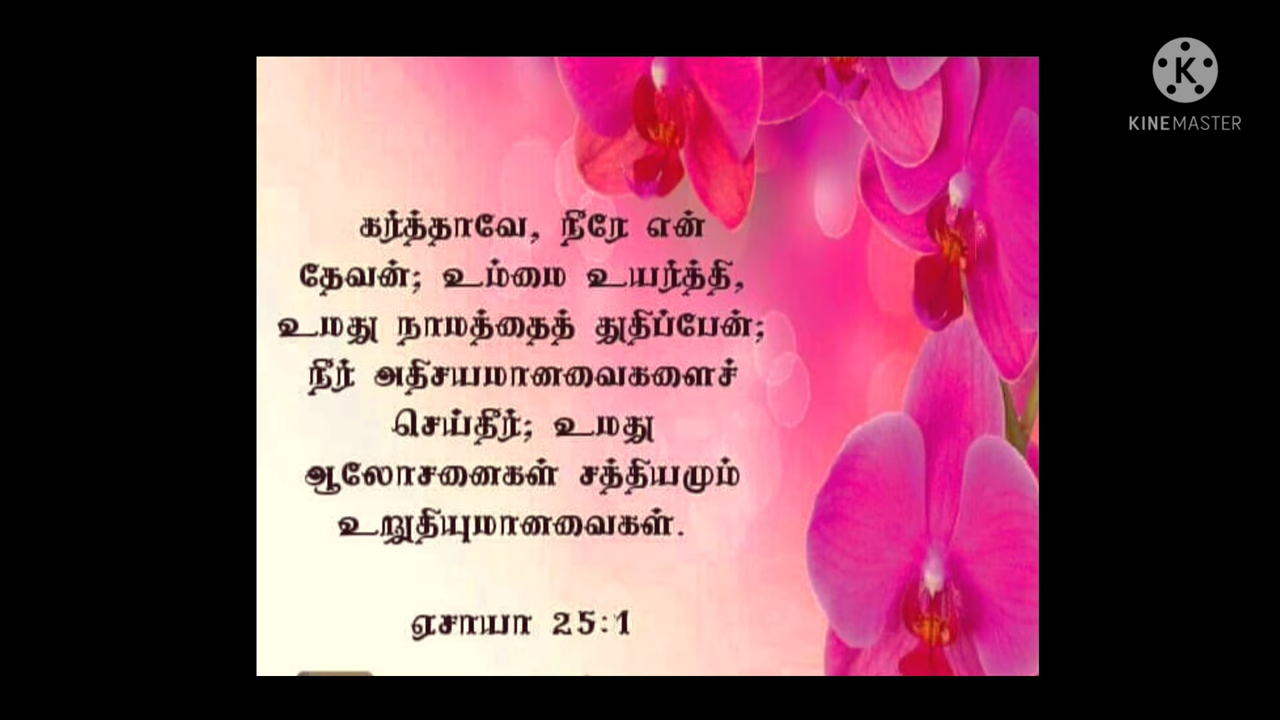 கர்த்தாவே, நீரே என்
தேவன்; உம்மை உயர்த்தி,
உமது நாமத்தைத் துதிப்பேன்;
நீர் அதிசயமானவைகளைச்
செய்தீர்; உமது
ஆலோசனைகள் சத்தியமும்
உறுதியுமானவைகள்.
ஏசாயா 25:1
K
KINEMASTER